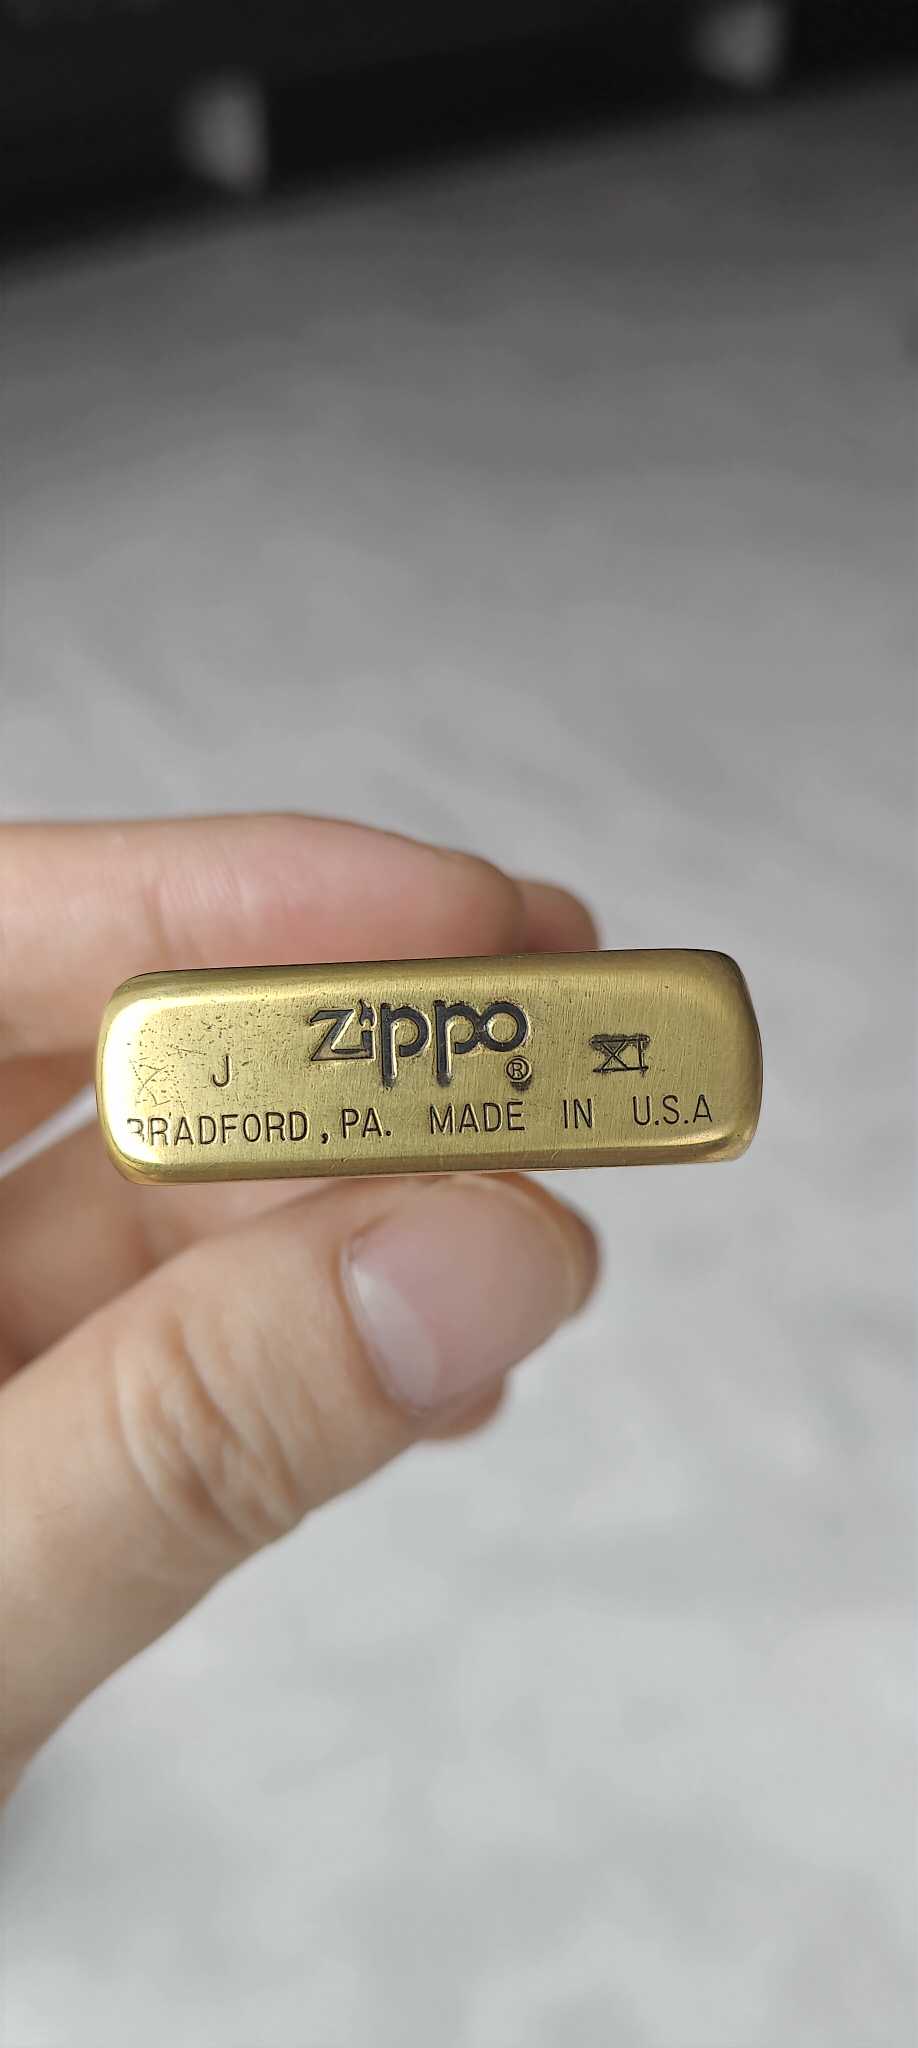 J zippo® XI
BRADFORD, PA. MADE IN U.S.A